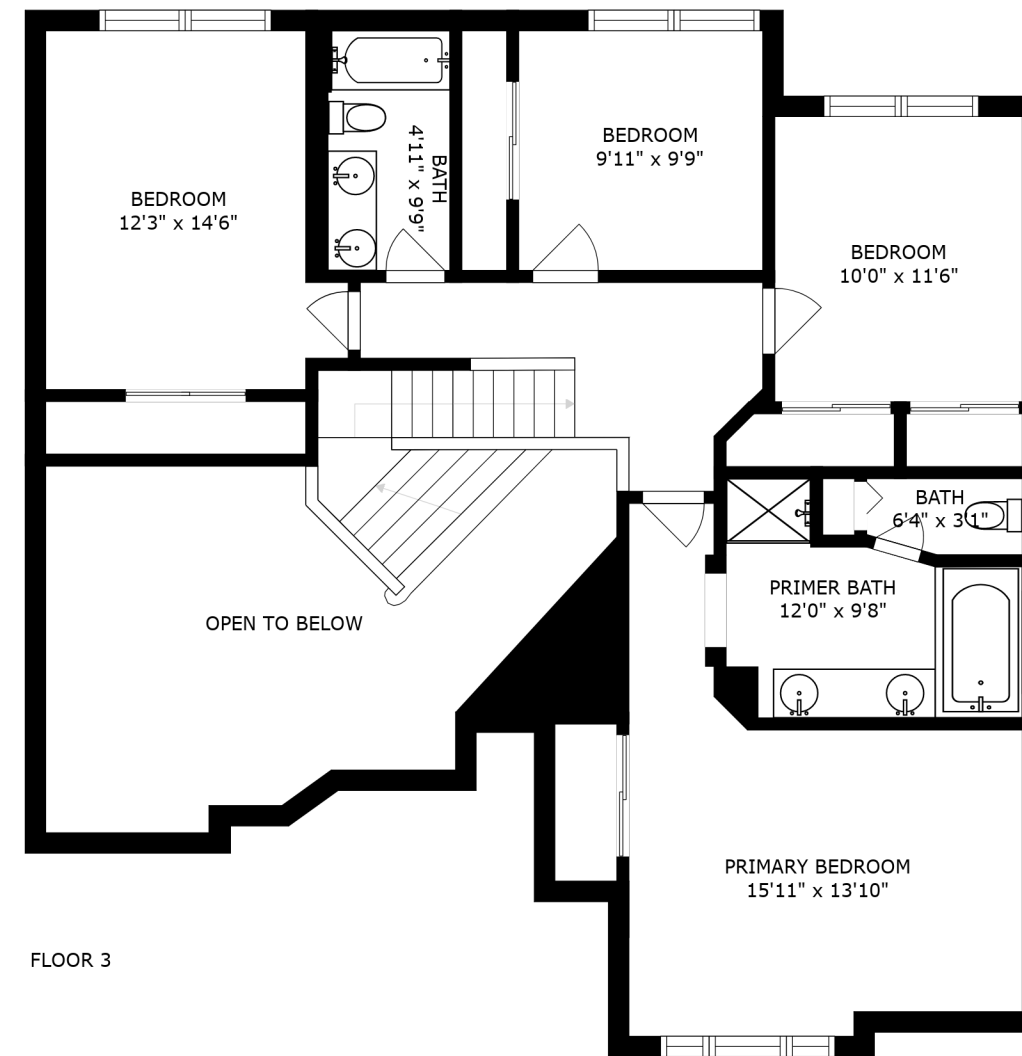 BEDROOM
12'3" x 14'6"
BATH
4'11" x 9'9"
BEDROOM
9'11" x 9'9"
BEDROOM
10'0" x 11'6"
BATH
6'4" x 3'1"
PRIMER BATH
12'0" x 9'8"
OPEN TO BELOW
PRIMARY BEDROOM
15'11" x 13'10"
FLOOR 3